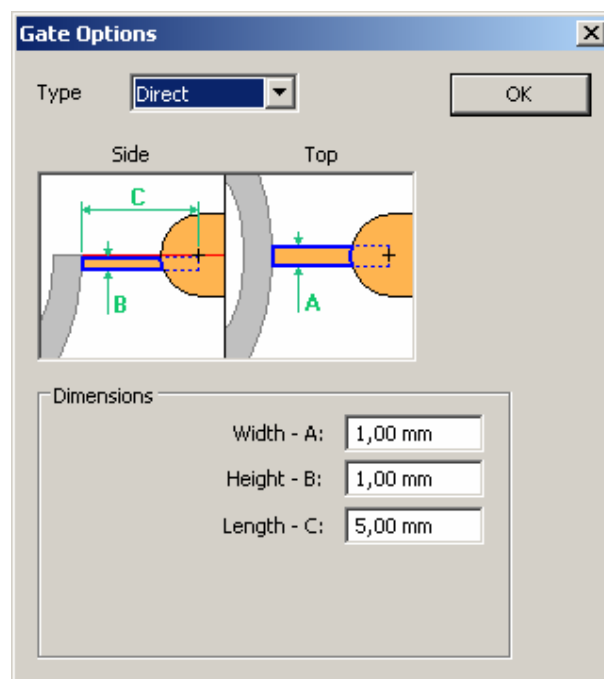 Gate Options
Type Direct OK
Side Top
C
B A
Dimensions
Width - A: 1,00 mm
Height - B: 1,00 mm
Length - C: 5,00 mm